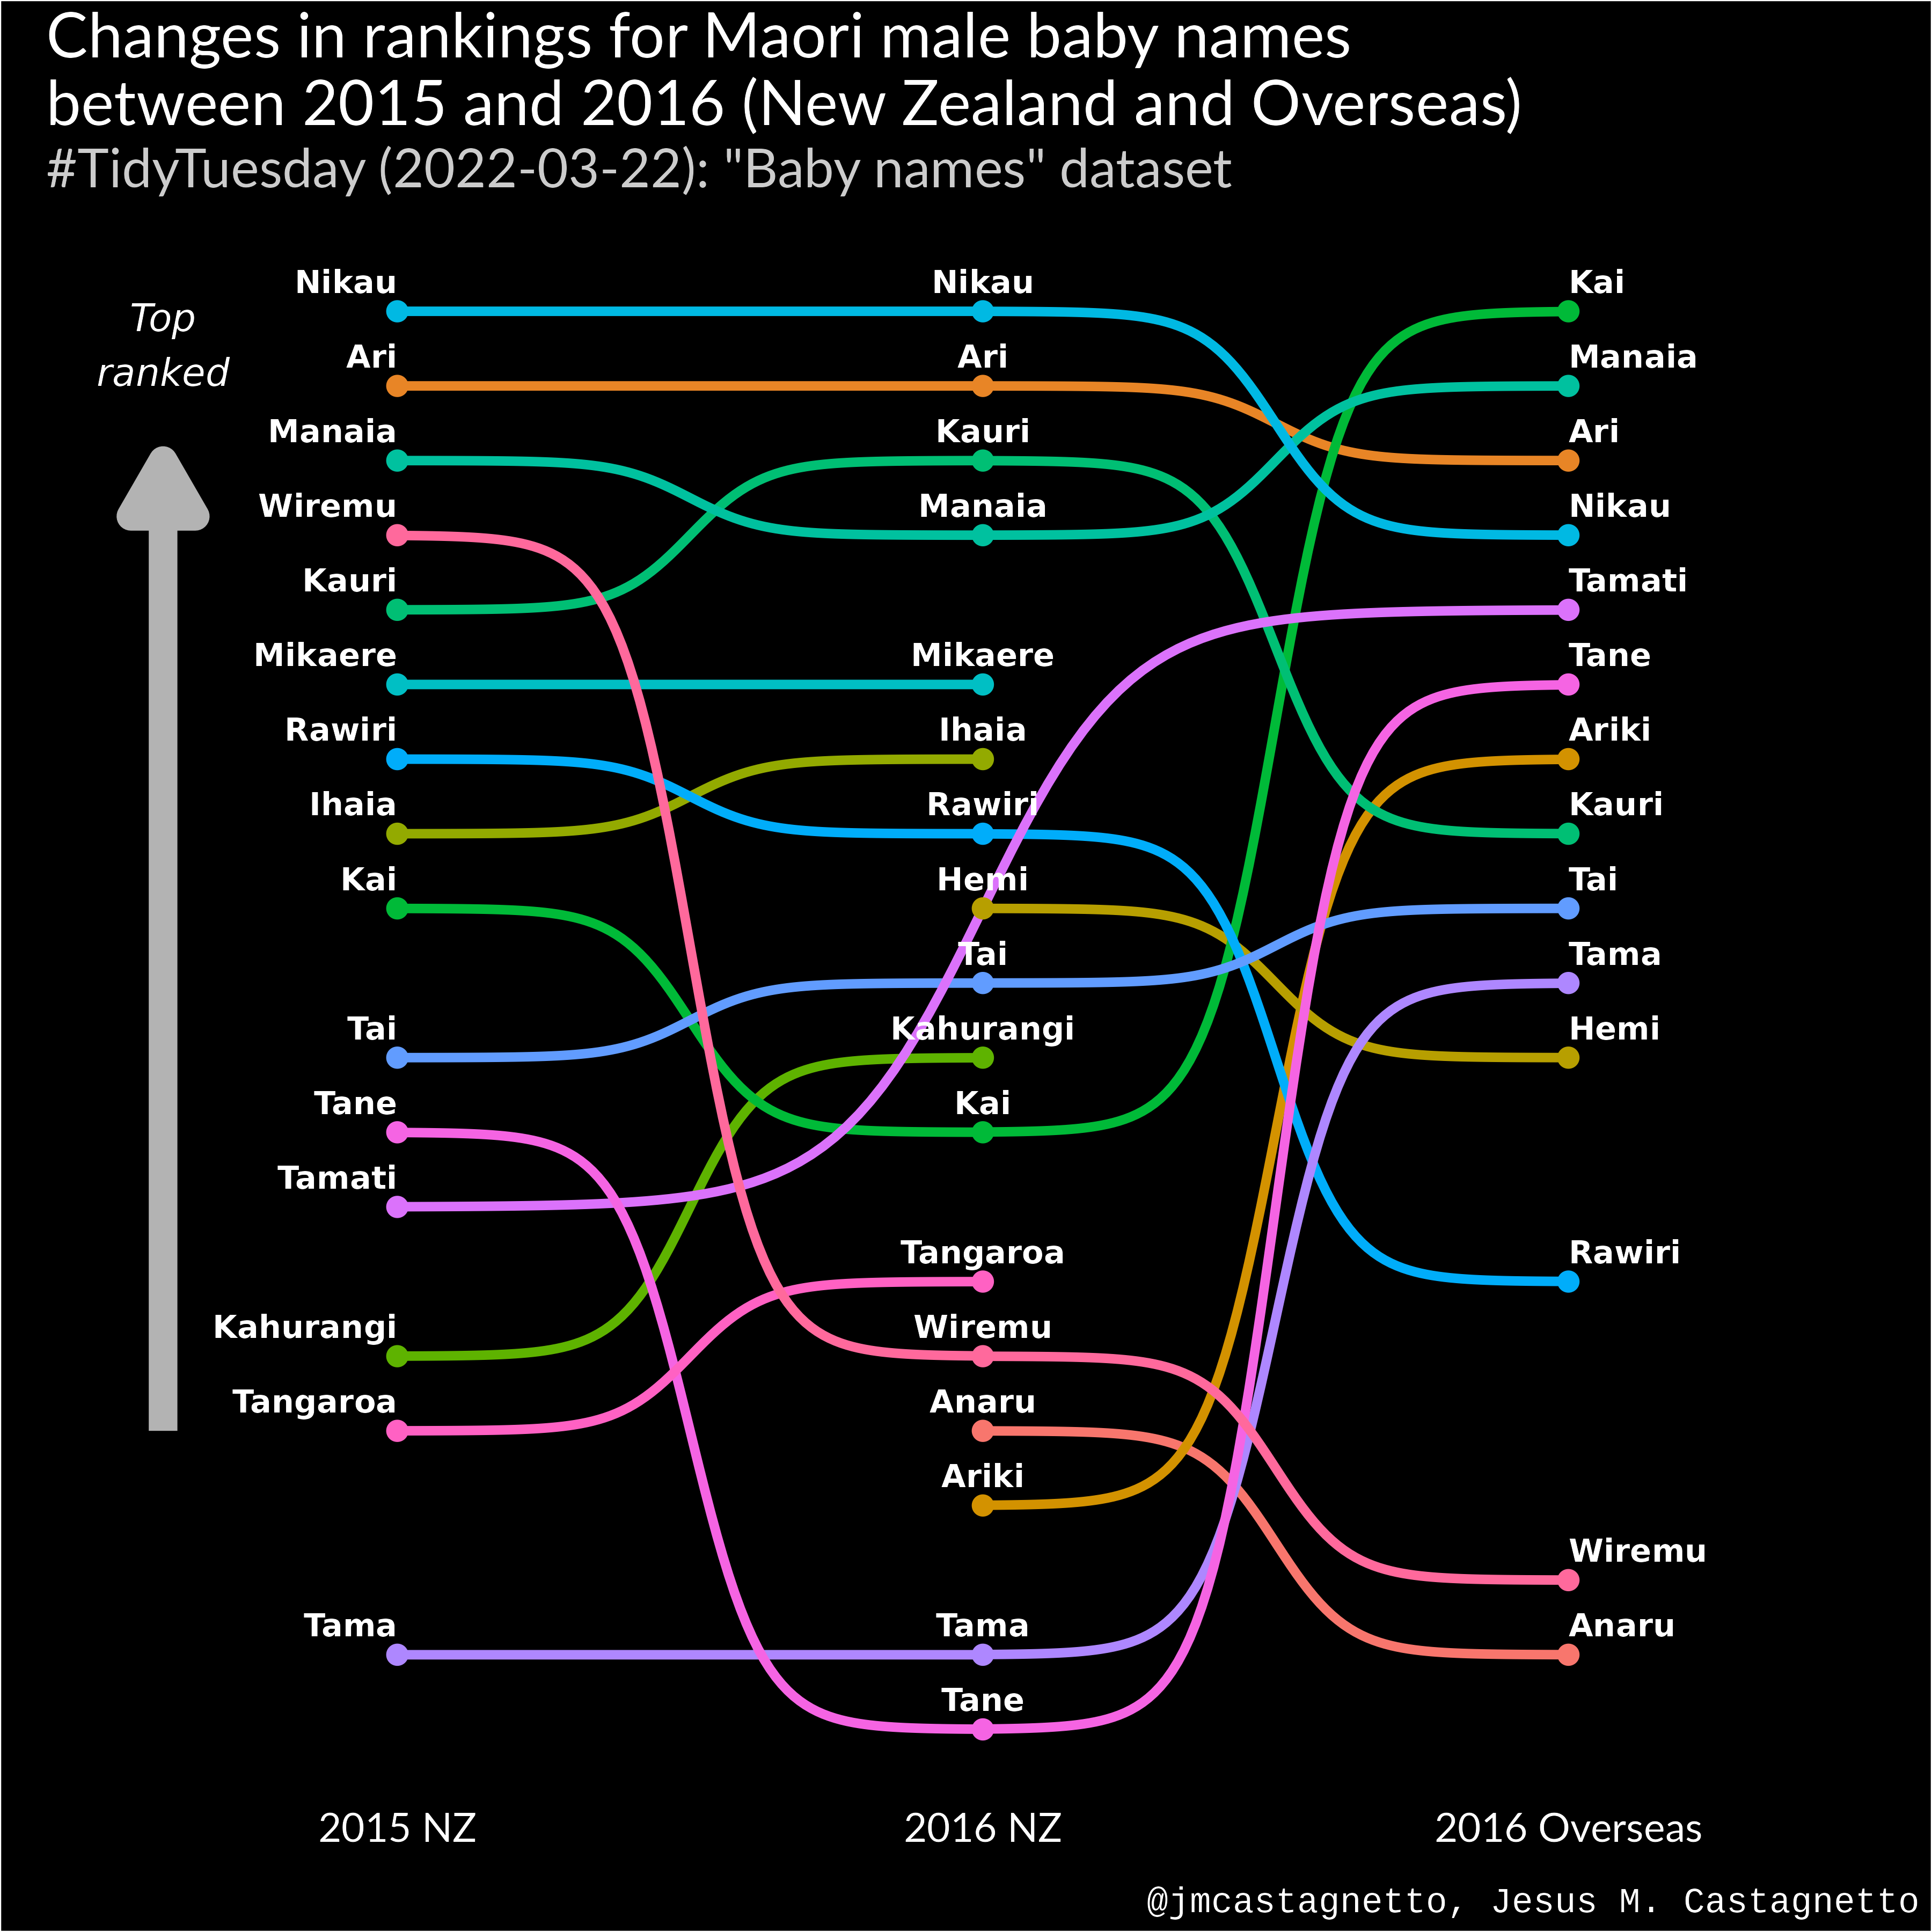 Changes in rankings for Maori male baby names
between 2015 and 2016 (New Zealand and Overseas)
#TidyTuesday (2022-03-22): "Baby names" dataset
Top
ranked
Nikau
Ari
Manaia
Wiremu
Kauri
Mikaere
Rawiri
Ihaia
Kai
Tai
Tane
Tamati
Kahurangi
Tangaroa
Tama
2015 NZ
Nikau
Ari
Kauri
Manaia
Mikaere
Ihaia
Rawiri
Hemi
Tai
Kahurangi
Kai
Tangaroa
Wiremu
Anaru
Ariki
Tama
Tane
2016 NZ
Kai
Manaia
Ari
Nikau
Tamati
Tane
Ariki
Kauri
Tai
Tama
Hemi
Rawiri
Wiremu
Anaru
2016 Overseas
@jmcastagnetto, Jesus M. Castagnetto